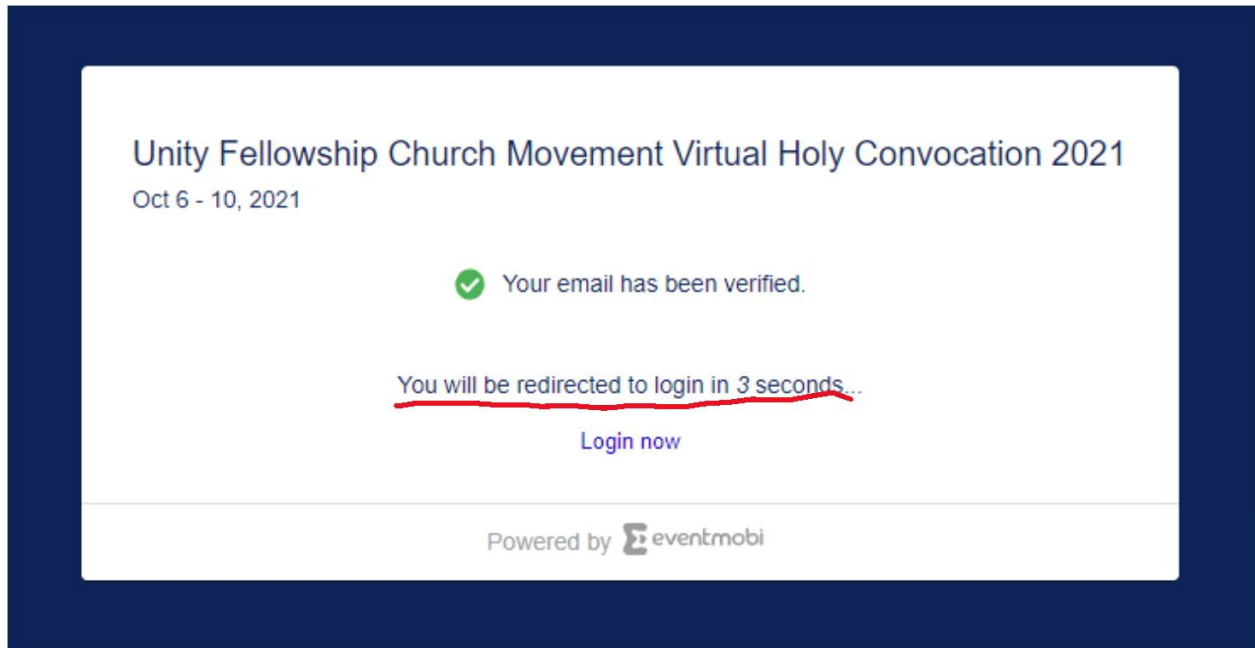 Unity Fellowship Church Movement Virtual Holy Convocation 2021
Oct 6 - 10, 2021
Your email has been verified.
You will be redirected to login in 3 seconds...
Login now
Powered by eventmobi